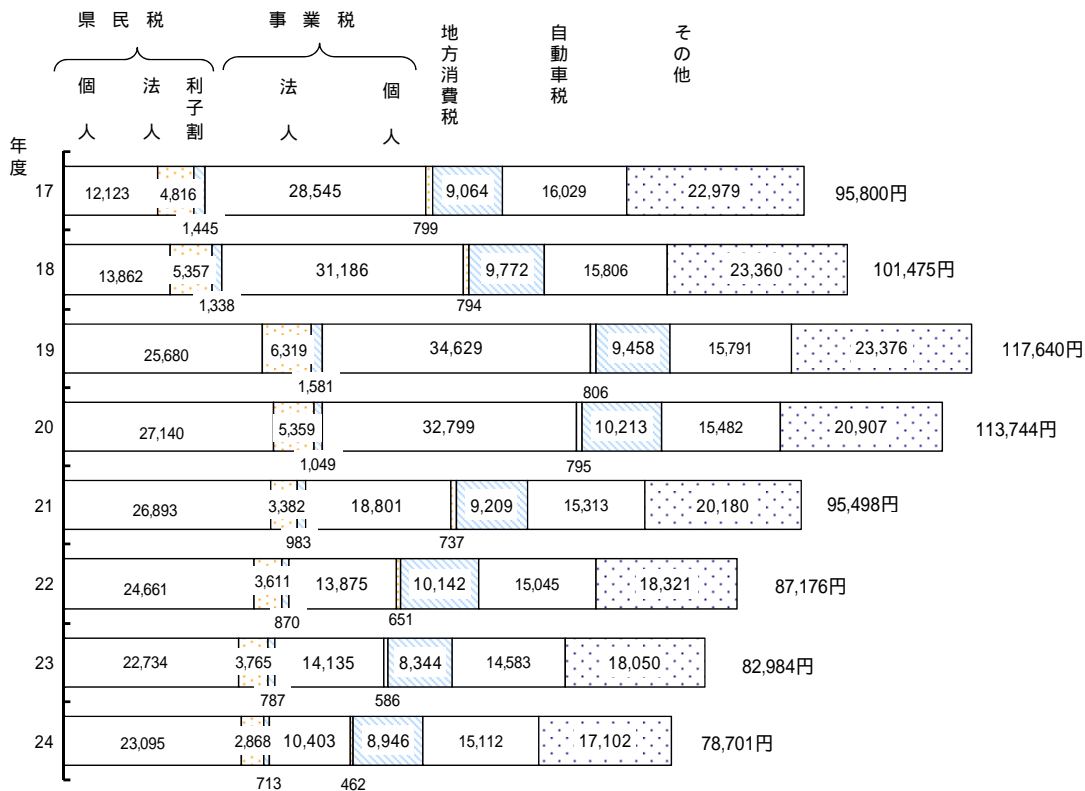 県民税
事業税
地方消費税
自動車税
その他
個人
法人
利子割
法人
個人
年度
17 12,123 4,816 28,545 9,064 16,029 22,979 95,800円
1,445 799
18 13,862 5,357 31,186 9,772 15,806 23,360 101,475円
1,338 794
19 25,680 6,319 34,629 9,458 15,791 23,376 117,640円
1,581 806
20 27,140 5,359 32,799 10,213 15,482 20,907 113,744円
1,049 795
21 26,893 3,382 18,801 9,209 15,313 20,180 95,498円
983 737
22 24,661 3,611 13,875 10,142 15,045 18,321 87,176円
870 651
23 22,734 3,765 14,135 8,344 14,583 18,050 82,984円
787 586
24 23,095 2,868 10,403 8,946 15,112 17,102 78,701円
713 462